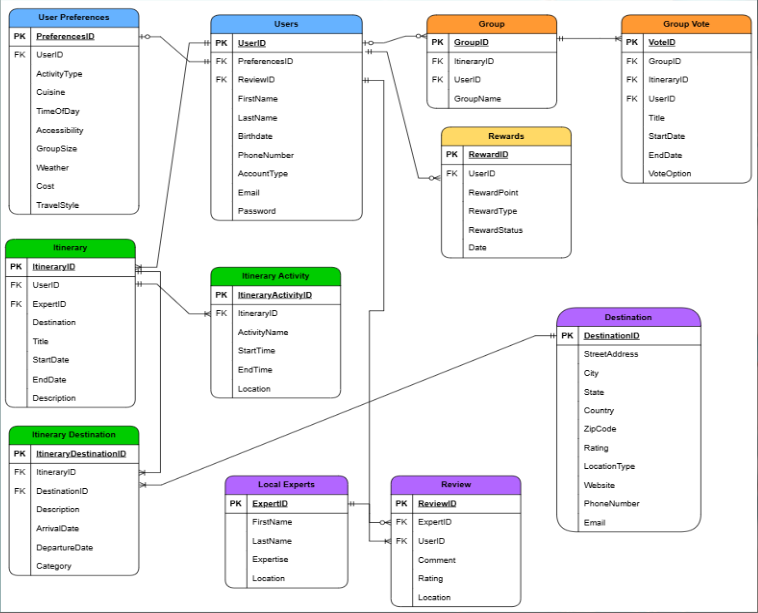 User Preferences
PK PreferencesID
FK UserID
ActivityType
Cuisine
TimeOfDay
Accessibility
GroupSize
Weather
Cost
TravelStyle
Users
PK UserID
FK PreferencesID
FK ReviewID
FirstName
LastName
Birthdate
PhoneNumber
AccountType
Email
Password
Group
PK GroupID
FK ItineraryID
FK UserID
GroupName
Group Vote
PK VoteID
FK GroupID
FK ItineraryID
FK UserID
Title
StartDate
EndDate
VoteOption
Rewards
PK RewardID
FK UserID
RewardPoint
RewardType
RewardStatus
Date
Itinerary
PK ItineraryID
FK UserID
FK ExpertID
Destination
Title
StartDate
EndDate
Description
Itinerary Activity
PK ItineraryActivityID
FK ItineraryID
ActivityName
StartTime
EndTime
Location
Destination
PK DestinationID
StreetAddress
City
State
Country
ZipCode
Rating
LocationType
Website
PhoneNumber
Email
Itinerary Destination
PK ItineraryDestinationID
FK ItineraryID
FK DestinationID
Description
ArrivalDate
DepartureDate
Category
Local Experts
PK ExpertID
FirstName
LastName
Expertise
Location
Review
PK ReviewID
FK ExpertID
FK UserID
Comment
Rating
Location